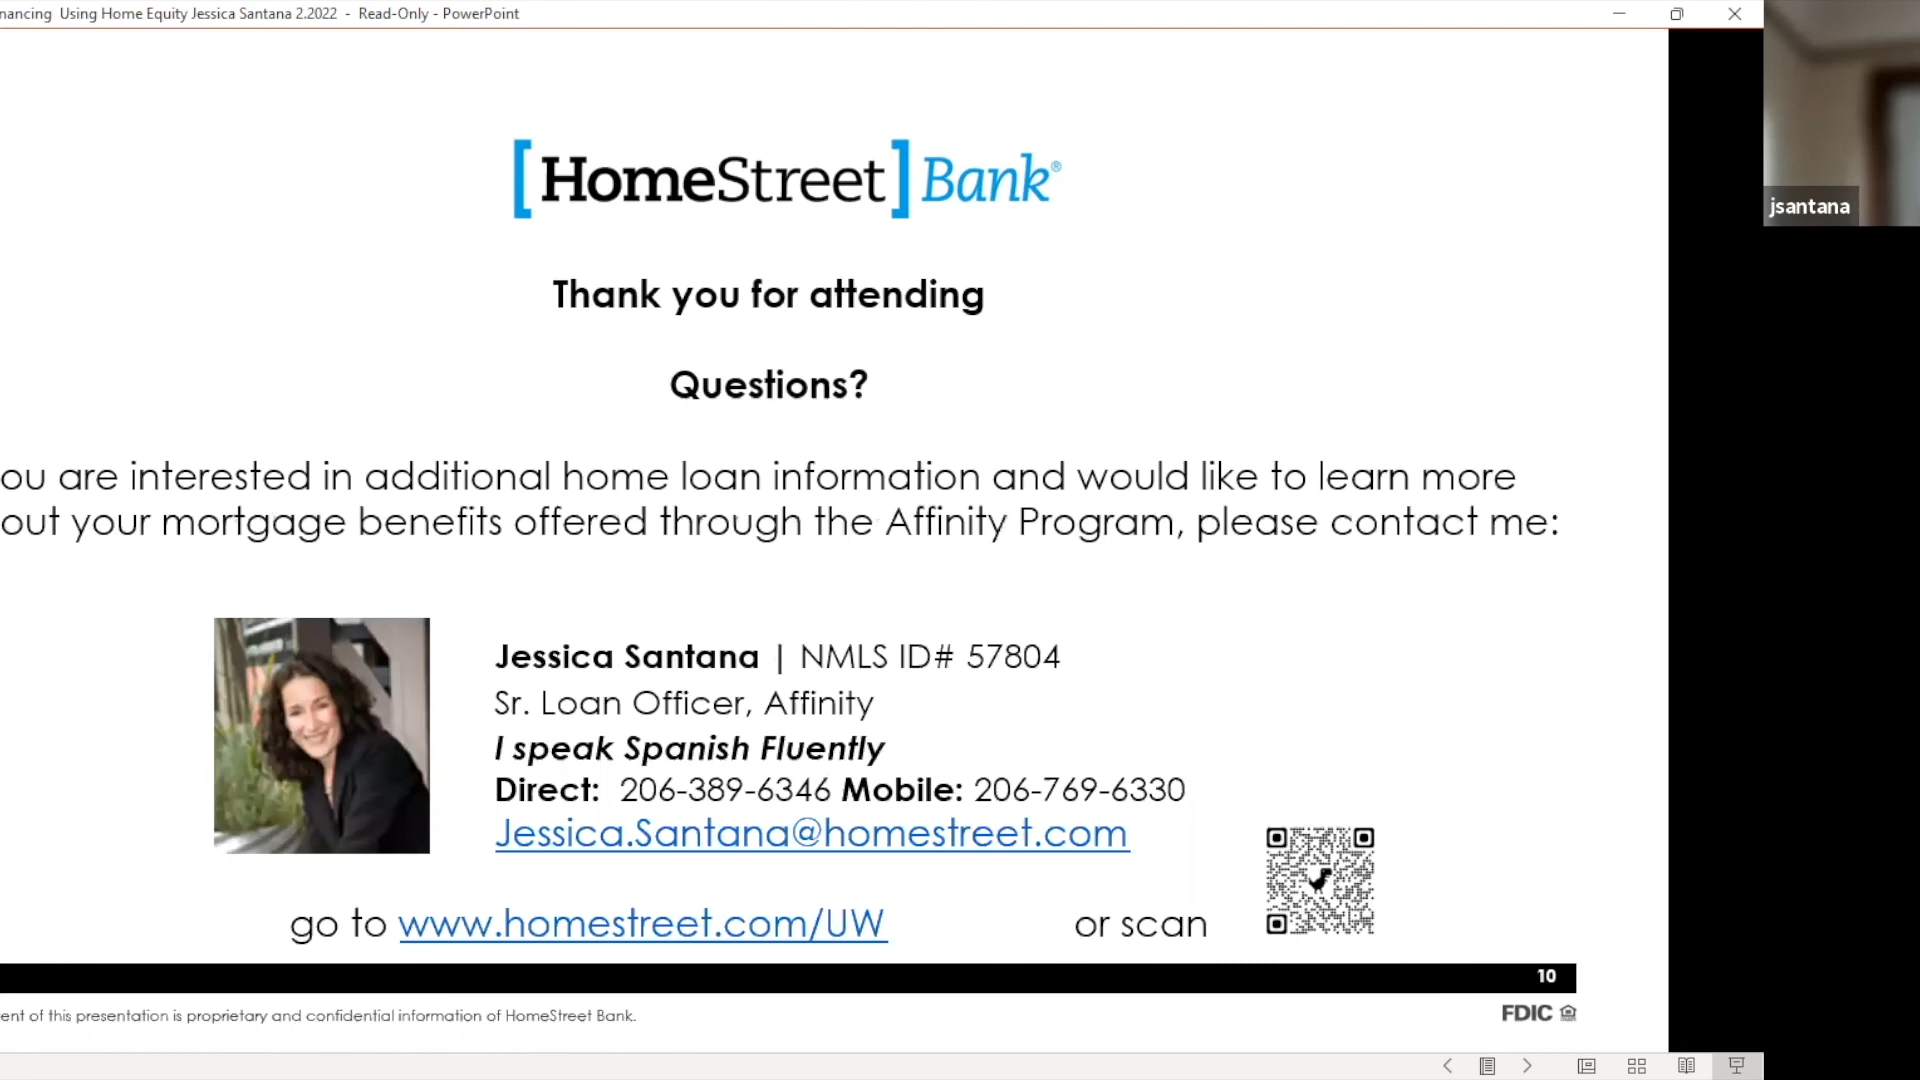 nancing Using Home Equity Jessica Santana 2.2022 - Read-Only - PowerPoint
jsantana
[HomeStreet] Bank®
Thank you for attending
Questions?
ou are interested in additional home loan information and would like to learn more
out your mortgage benefits offered through the Affinity Program, please contact me:
Jessica Santana | NMLS ID# 57804
Sr. Loan Officer, Affinity
I speak Spanish Fluently
Direct: 206-389-6346 Mobile: 206-769-6330
Jessica.Santana@homestreet.com
go to www.homestreet.com/UW or scan
10
ent of this presentation is proprietary and confidential information of HomeStreet Bank.
FDIC